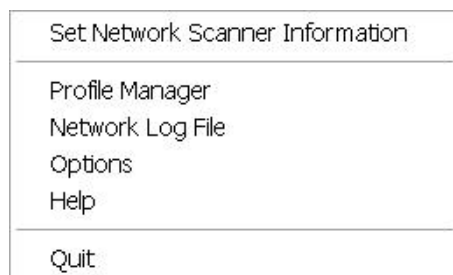 Set Network Scanner Information
Profile Manager
Network Log File
Options
Help
Quit